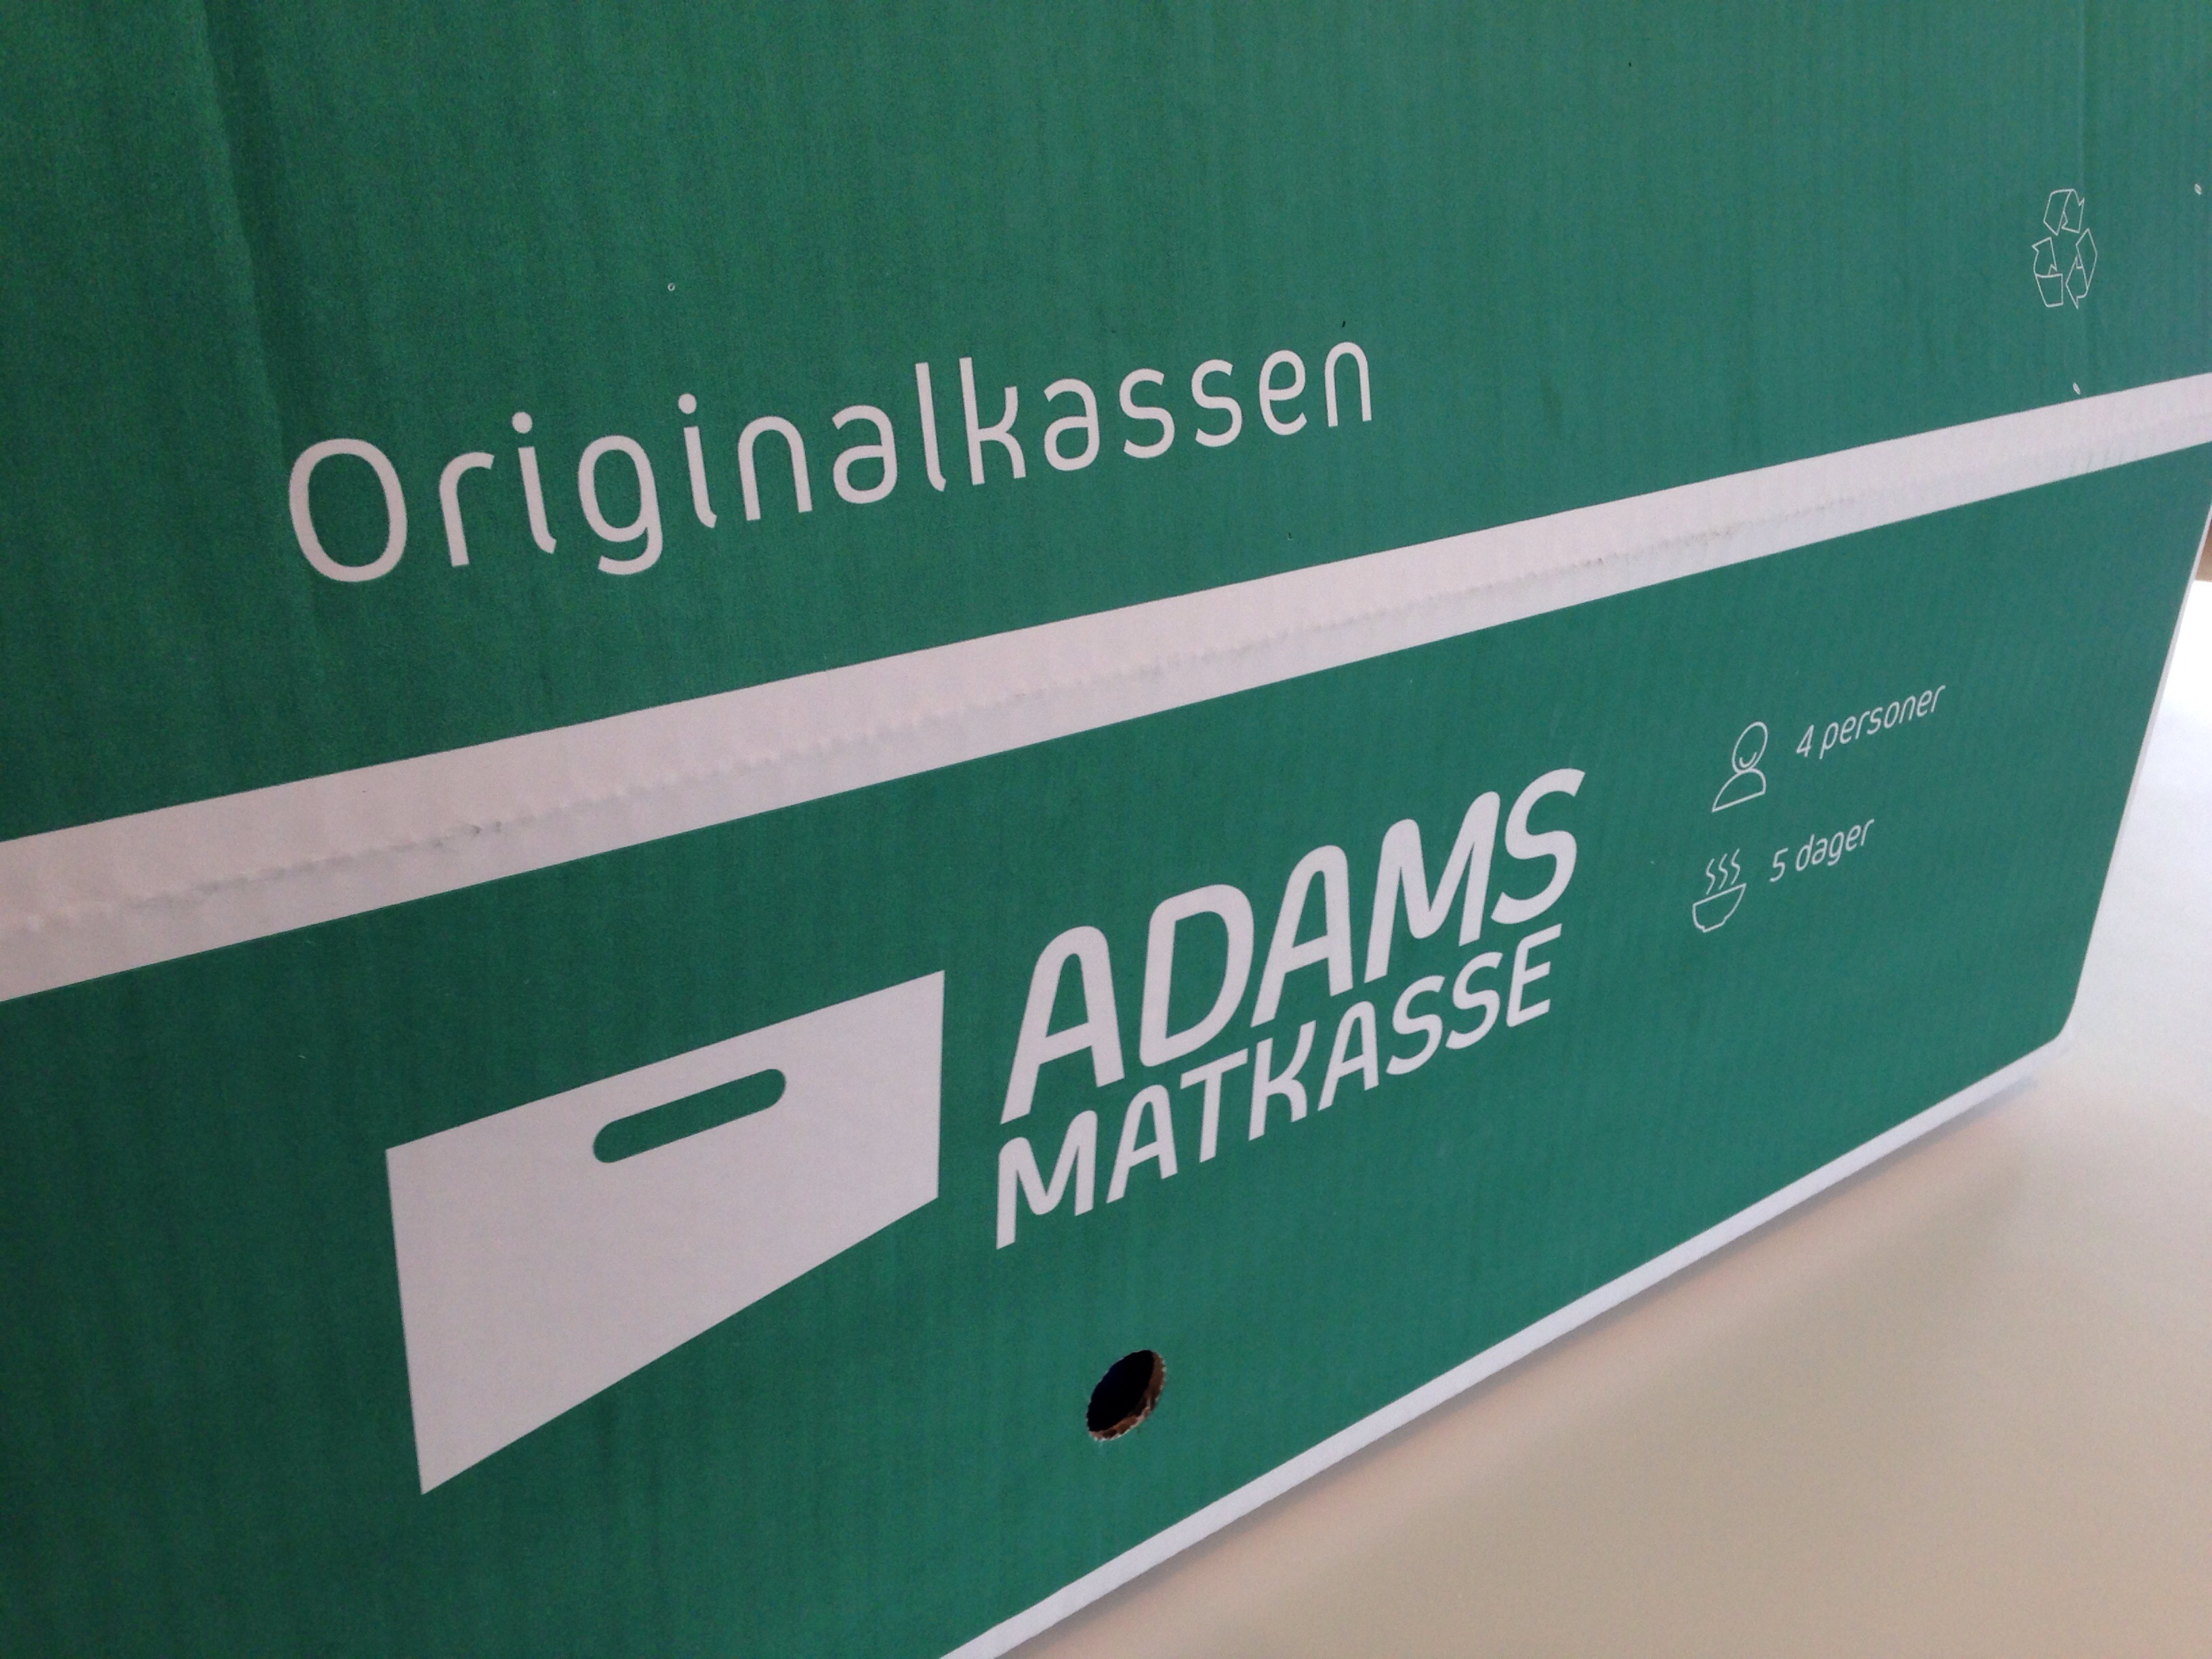 Originalkassen
ADAMS
MATKASSE
4 personer
5 dager